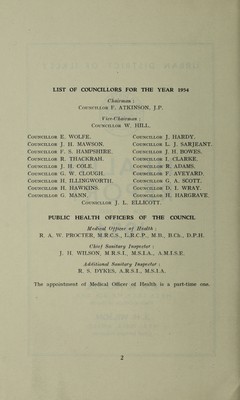 LIST OF COUNCILLORS FOR THE YEAR 1954
Chairman :
Councillor F. ATKINSON, J.P.
Vice-Chairman :
Councillor W. HILL.
Councillor E. WOLFE.
Councillor J. H. MAWSON.
Councillor F. S. HAMPSHIRE.
Councillor R. THACKRAH.
Councillor J. H. COLE.
Councillor G. W. CLOUGH.
Councillor H. ILLINGWORTH.
Councillor H. HAWKINS.
Councillor G. MANN.
Councillor J. HARDY.
Councillor L. J. SARJEANT.
Councillor J. H. BOWES.
Councillor I. CLARKE.
Councillor R. ADAMS.
Councillor F. AVEYARD.
Councillor G. A. SCOTT.
Councillor D. I. WRAY.
Councillor H. HARGRAVE.
Councillor J. L. ELLICOTT.
PUBLIC HEALTH OFFICERS OF THE COUNCIL
Medical Officer of Health :
R. A. W. PROCTER, M.R.C.S., L.R.C.P., M.B., B.Ch., D.P.H.
Chief Sanitary Inspector :
J. H. WILSON, M.R.S.I., M.S.I.A., A.M.I.S.E.
Additional Sanitary Inspector :
R. S. DYKES, A.R.S.I., M.S.I.A.
The appointment of Medical Officer of Health is a part-time one.
2